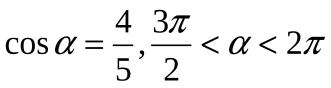 cos α = 4/5, 3π/2 < α < 2π